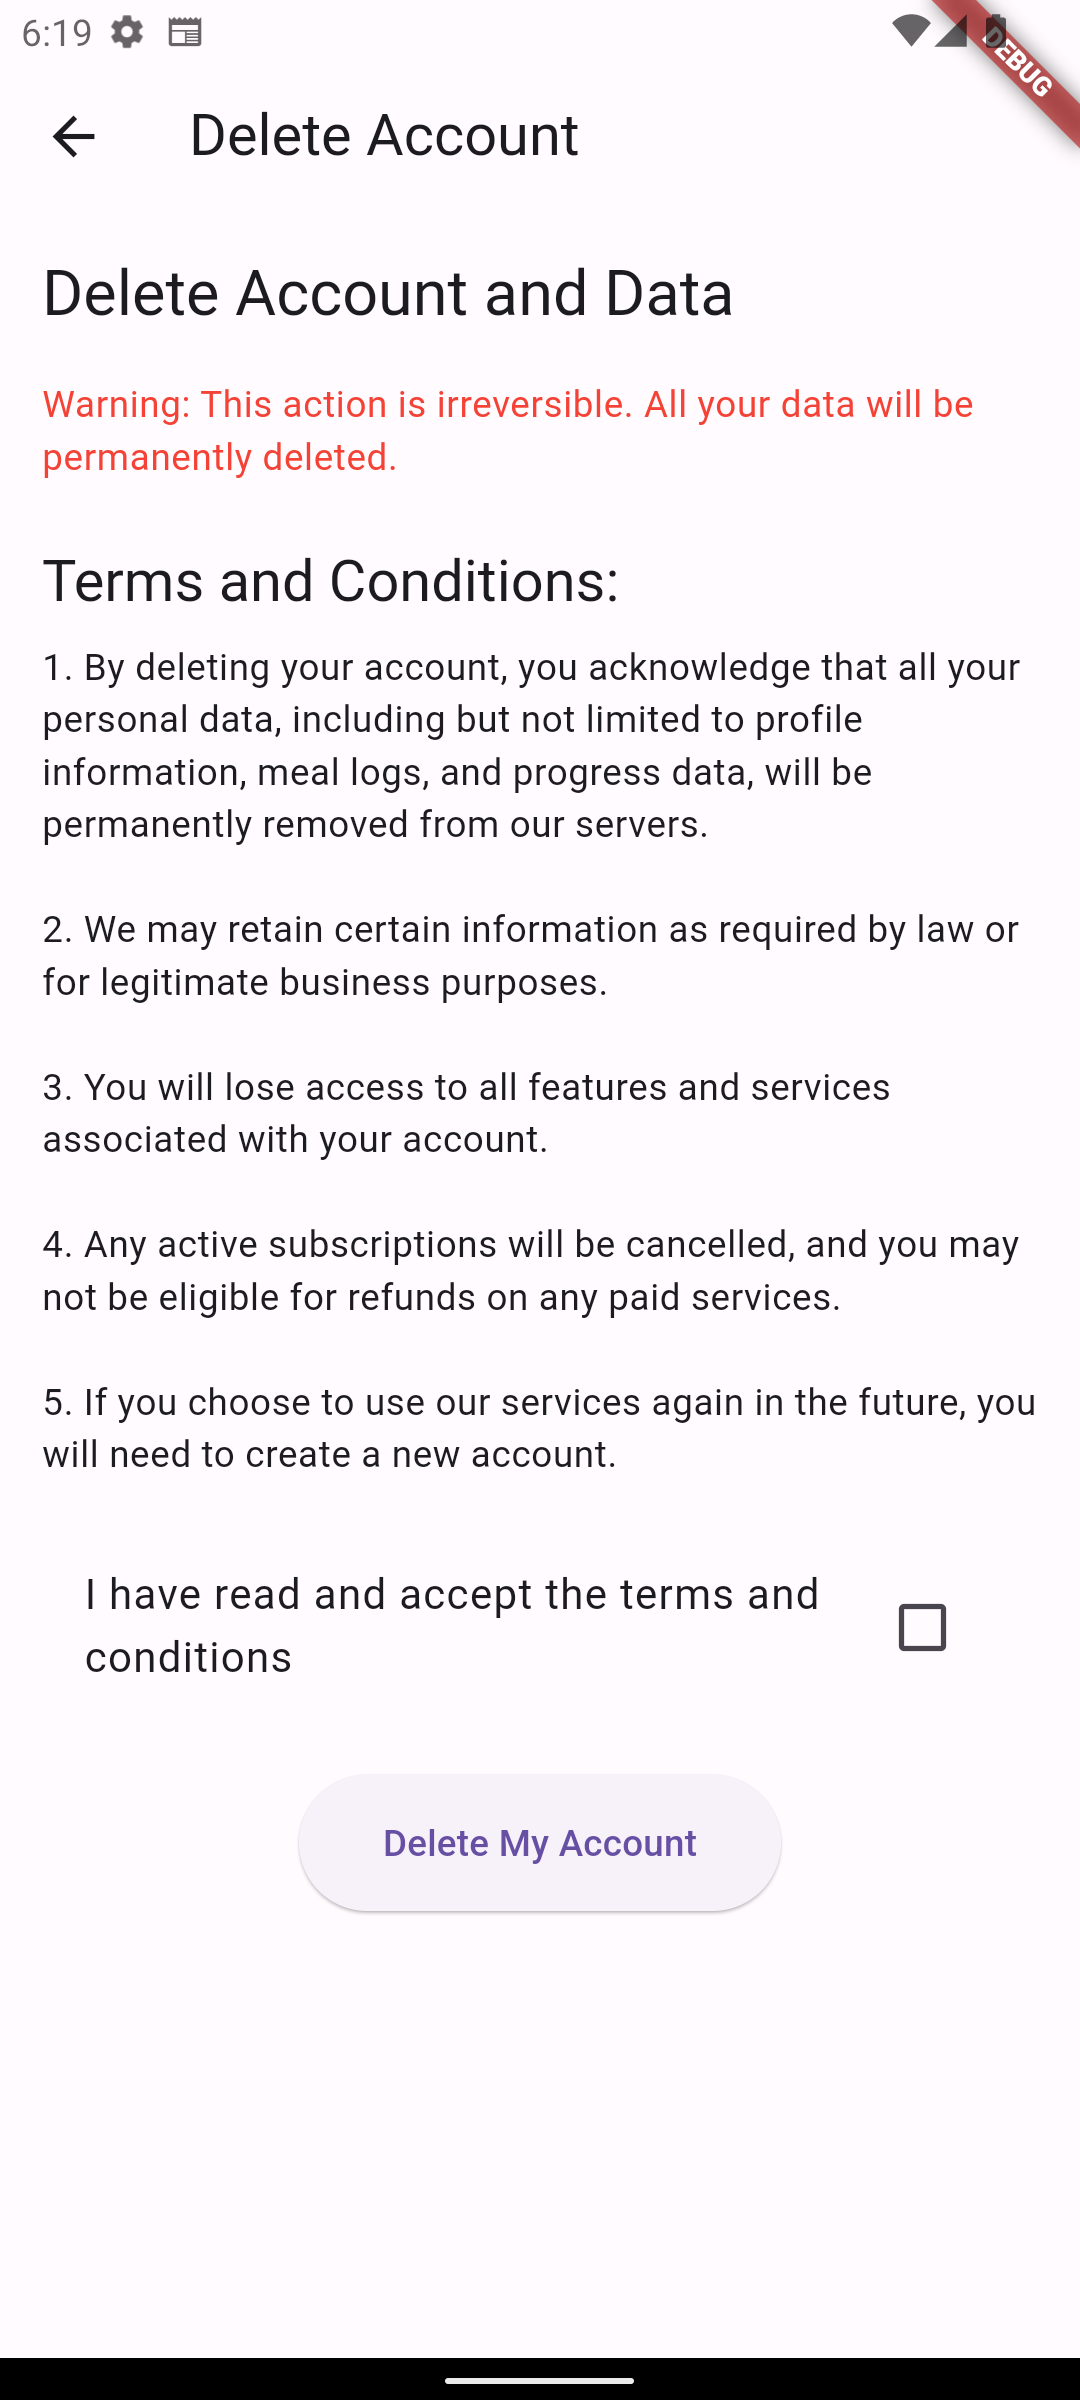 6:19
DEBUG
Delete Account
Delete Account and Data
Warning: This action is irreversible. All your data will be
permanently deleted.
Terms and Conditions:
1. By deleting your account, you acknowledge that all your
personal data, including but not limited to profile
information, meal logs, and progress data, will be
permanently removed from our servers.
2. We may retain certain information as required by law or
for legitimate business purposes.
3. You will lose access to all features and services
associated with your account.
4. Any active subscriptions will be cancelled, and you may
not be eligible for refunds on any paid services.
5. If you choose to use our services again in the future, you
will need to create a new account.
I have read and accept the terms and
conditions
Delete My Account